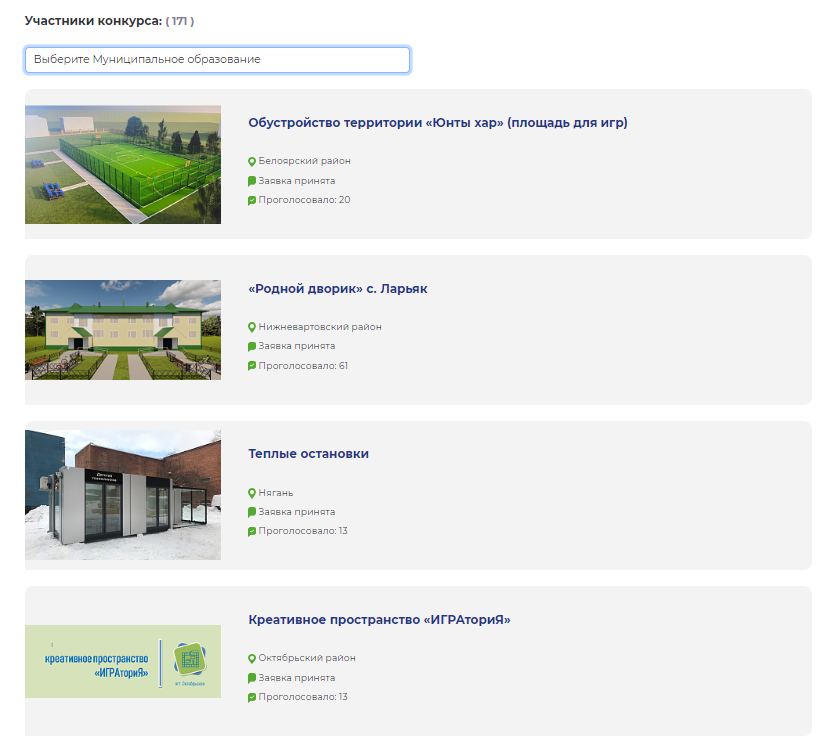 Участники конкурса: ( 171 )
Выберите Муниципальное образование
Обустройство территории «Юнты хар» (площадь для игр)
Белоярский район
Заявка принята
Проголосовало: 20
«Родной дворик» с. Ларьяк
Нижневартовский район
Заявка принята
Проголосовало: 61
Теплые остановки
Нягань
Заявка принята
Проголосовало: 13
Креативное пространство «ИГРАториЯ»
Октябрьский район
Заявка принята
Проголосовало: 13
креативное пространство
«ИГРАториЯ»